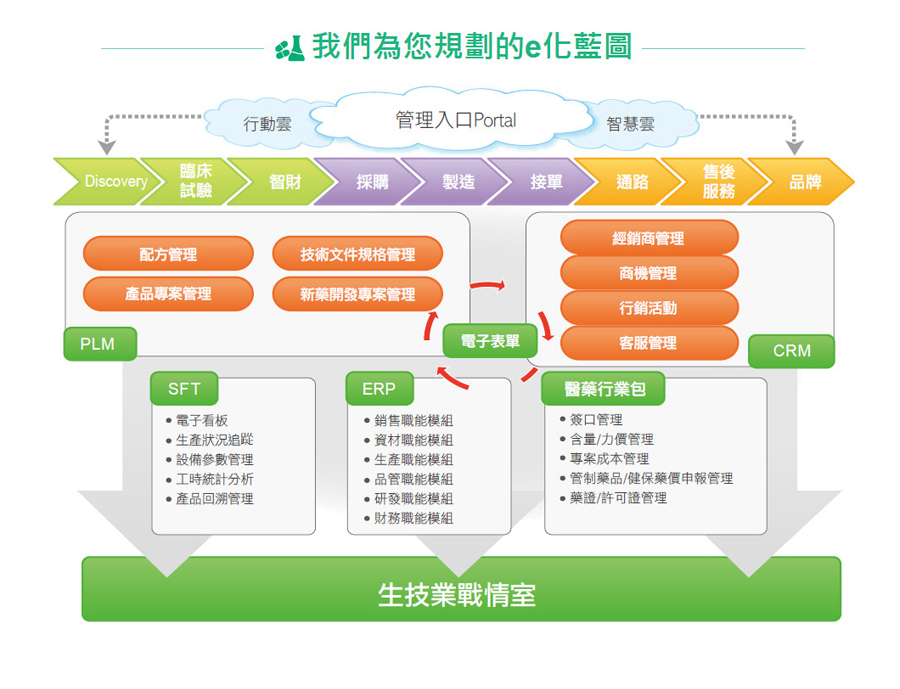 我們為您規劃的e化藍圖
行動雲
管理入口Portal
智慧雲
Discovery
臨床
試驗
智財
採購
製造
接單
通路
售後
服務
品牌
配方管理
技術文件規格管理
產品專案管理
新藥開發專案管理
PLM
電子表單
經銷商管理
商機管理
行銷活動
客服管理
CRM
SFT
• 電子看板
• 生產狀況追蹤
• 設備參數管理
• 工時統計分析
• 產品回溯管理
ERP
• 銷售職能模組
• 資材職能模組
• 生產職能模組
• 品管職能模組
• 研發職能模組
• 財務職能模組
醫藥行業包
• 簽口管理
• 含量/力價管理
• 專案成本管理
• 管制藥品/健保藥價申報管理
• 藥證/許可證管理
生技業戰情室